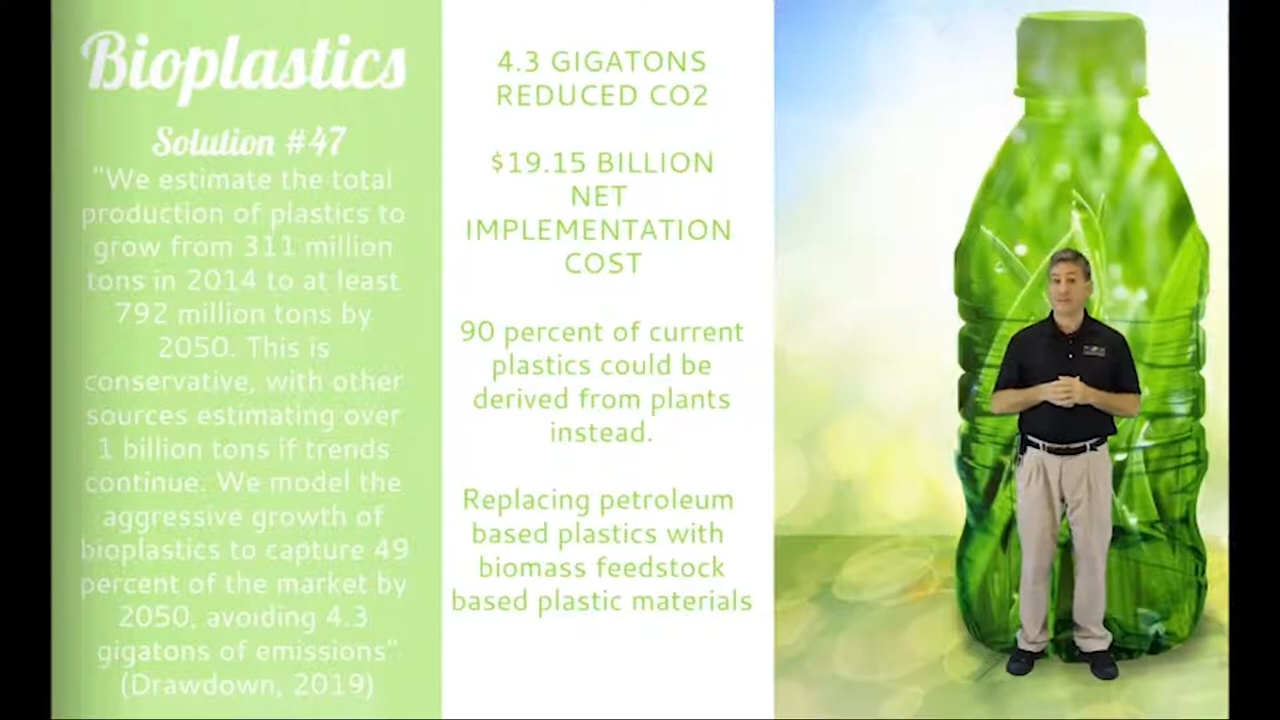 Bioplastics
Solution #47
"We estimate the total
production of plastics to
grow from 311 million
tons in 2014 to at least
792 million tons by
2050. This is
conservative, with other
sources estimating over
1 billion tons if trends
continue. We model the
aggressive growth of
bioplastics to capture 49
percent of the market by
2050, avoiding 4.3
gigatons of emissions"
(Drawdown, 2019)
4.3 GIGATONS
REDUCED CO2
$19.15 BILLION
NET
IMPLEMENTATION
COST
90 percent of current
plastics could be
derived from plants
instead.
Replacing petroleum
based plastics with
biomass feedstock
based plastic materials